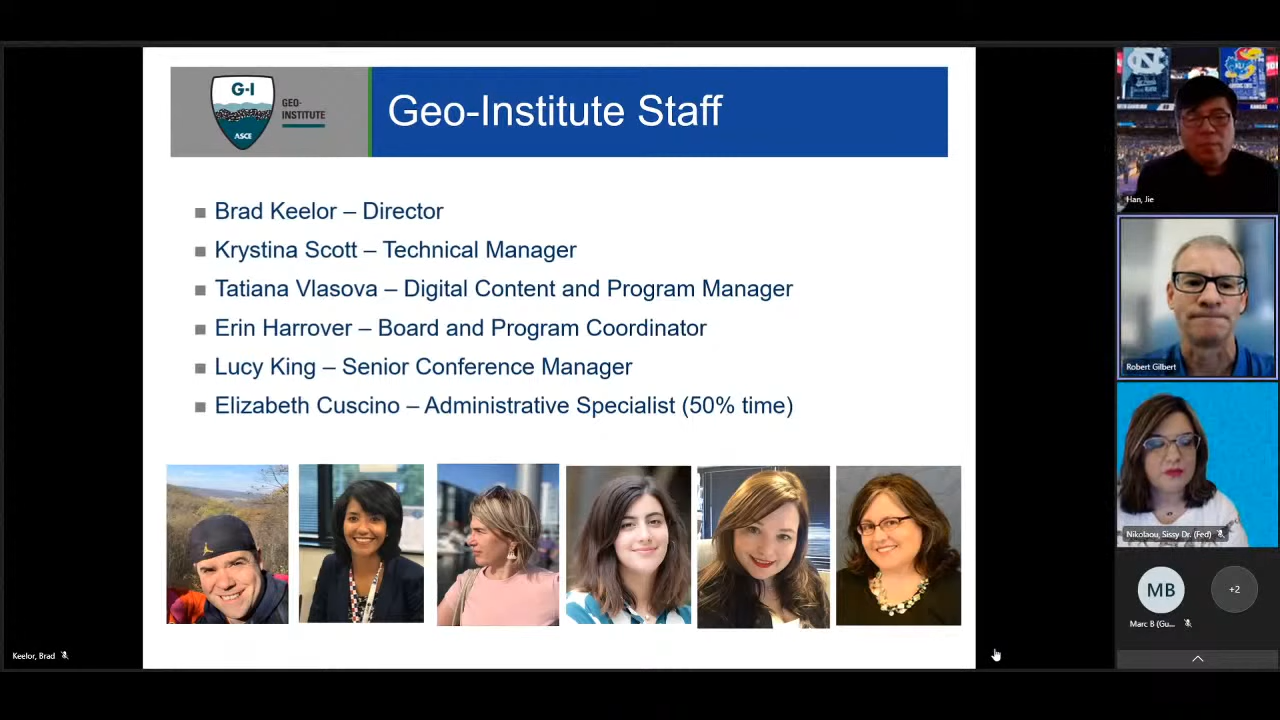 G-I
ASCE
GEO-
INSTITUTE
Geo-Institute Staff
Brad Keelor – Director
Krystina Scott – Technical Manager
Tatiana Vlasova – Digital Content and Program Manager
Erin Harrover – Board and Program Coordinator
Lucy King – Senior Conference Manager
Elizabeth Cuscino – Administrative Specialist (50% time)
Keelor, Brad
Han, Jie
Robert Gilbert
Nikolaou, Sissy Dr. (Fed)
MB
+2
Marc B (Gu...